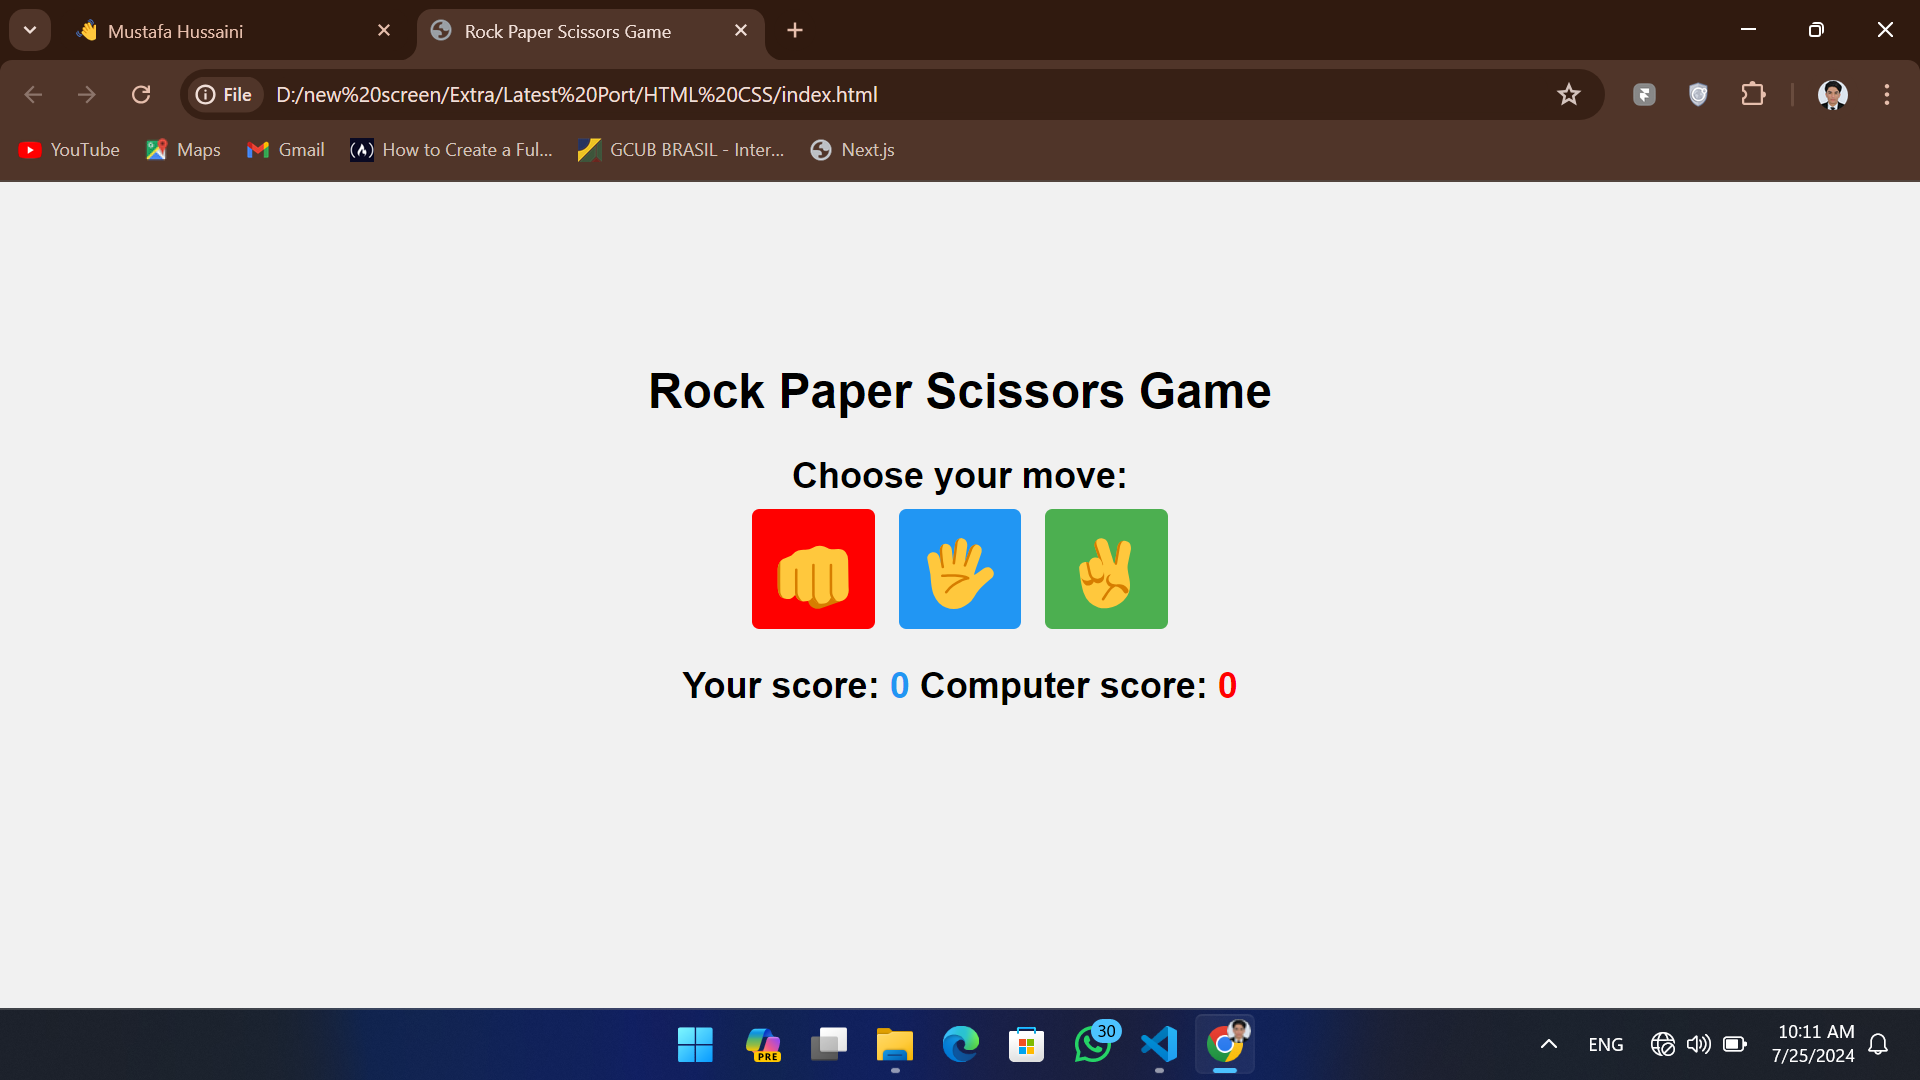 Mustafa Hussaini
Rock Paper Scissors Game
File
D:/new%20screen/Extra/Latest%20Port/HTML%20CSS/index.html
YouTube
Maps
Gmail
How to Create a Ful...
GCUB BRASIL - Inter...
Next.js
Rock Paper Scissors Game
Choose your move:
Your score: 0 Computer score: 0
PRE
30
ENG
10:11 AM
7/25/2024